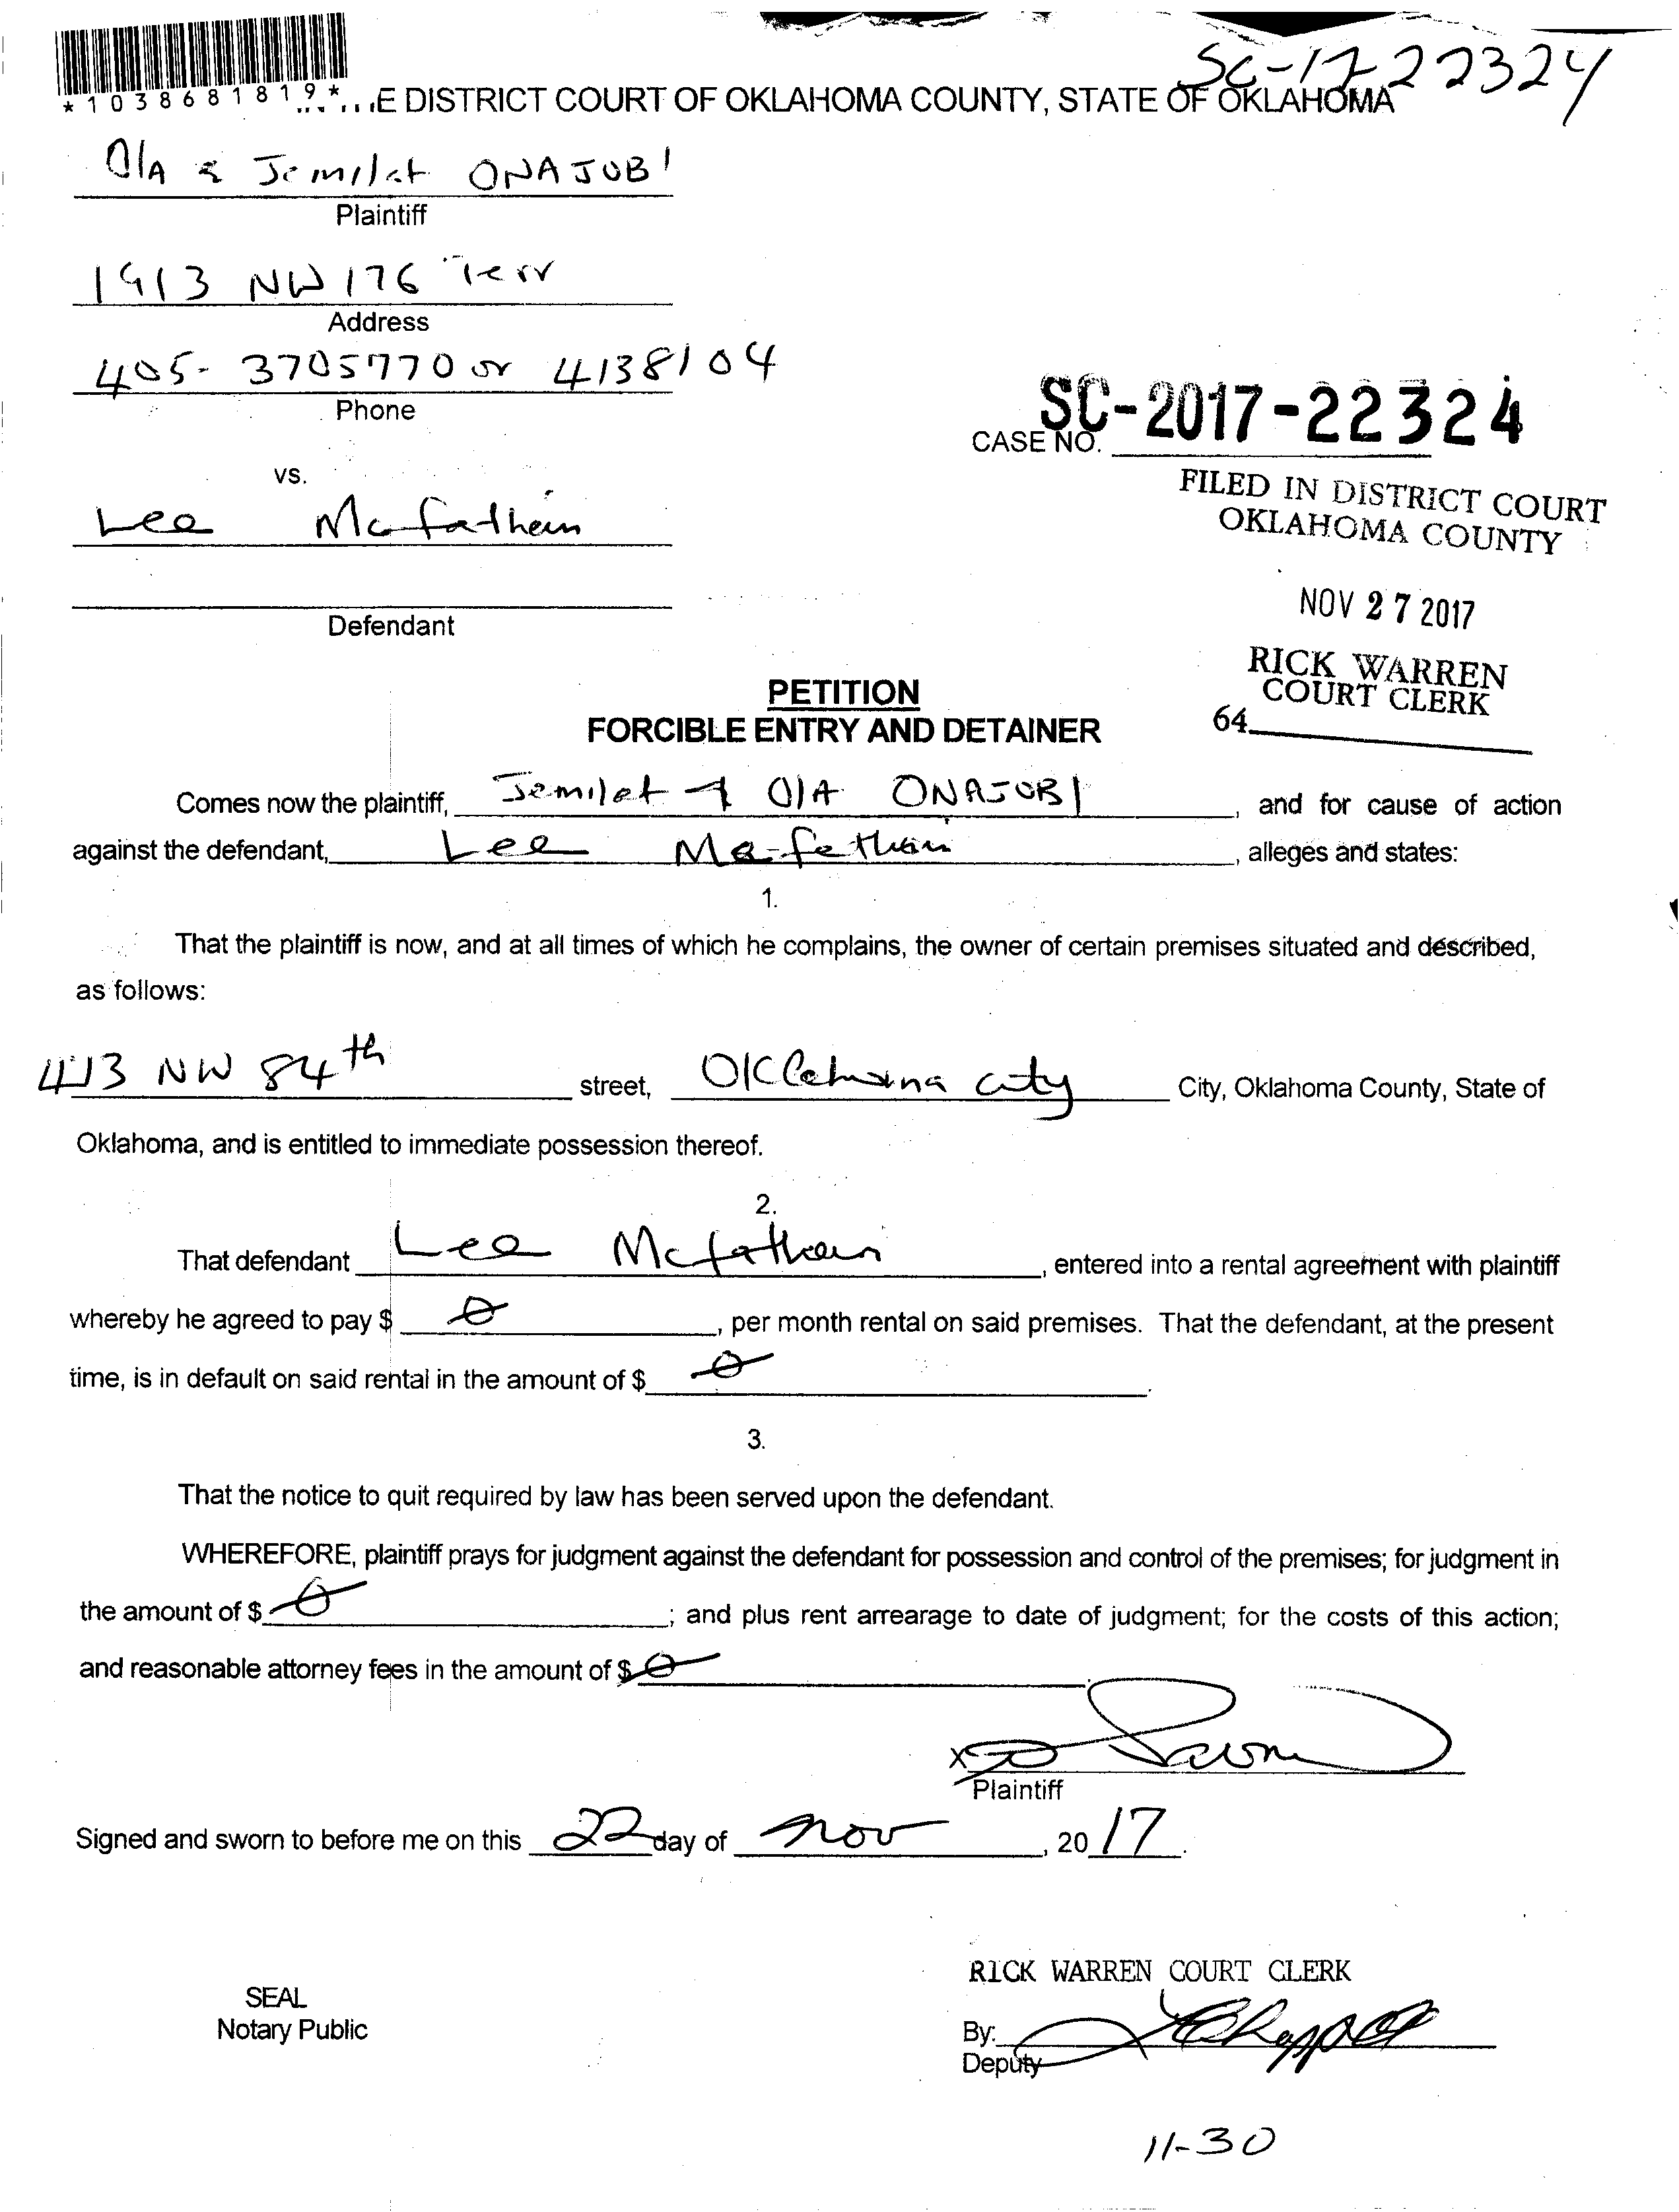 SC-17-22324
*1038681819*
E DISTRICT COURT OF OKLAHOMA COUNTY, STATE OF OKLAHOMA
OlA & Jemilat ONAJOBI
Plaintiff
1913 NW 176 Terr
Address
405-3705770 or 4138104
Phone
CASE NO. SC-2017-22324
vs.
FILED IN DISTRICT COURT
OKLAHOMA COUNTY
Lee Mcfathein
NOV 27 2017
Defendant
RICK WARREN
COURT CLERK
64
PETITION
FORCIBLE ENTRY AND DETAINER
Comes now the plaintiff, Jemilat & OlA ONAJOBI, and for cause of action
against the defendant, Lee, alleges and states:
1.
That the plaintiff is now, and at all times of which he complains, the owner of certain premises situated and described,
as follows:
413 NW 84th street, Oklahoma city City, Oklahoma County, State of
Oklahoma, and is entitled to immediate possession thereof.
2.
That defendant Lee, entered into a rental agreement with plaintiff
whereby he agreed to pay $ 0, per month rental on said premises. That the defendant, at the present
time, is in default on said rental in the amount of $ 0.
3.
That the notice to quit required by law has been served upon the defendant.
WHEREFORE, plaintiff prays for judgment against the defendant for possession and control of the premises; for judgment in
the amount of $ 0; and plus rent arrearage to date of judgment; for the costs of this action;
and reasonable attorney fees in the amount of $ 0.
X
Plaintiff
Signed and sworn to before me on this 22 day of Nov, 2017.
RICK WARREN COURT CLERK
SEAL
Notary Public
By:
Deputy
11-30